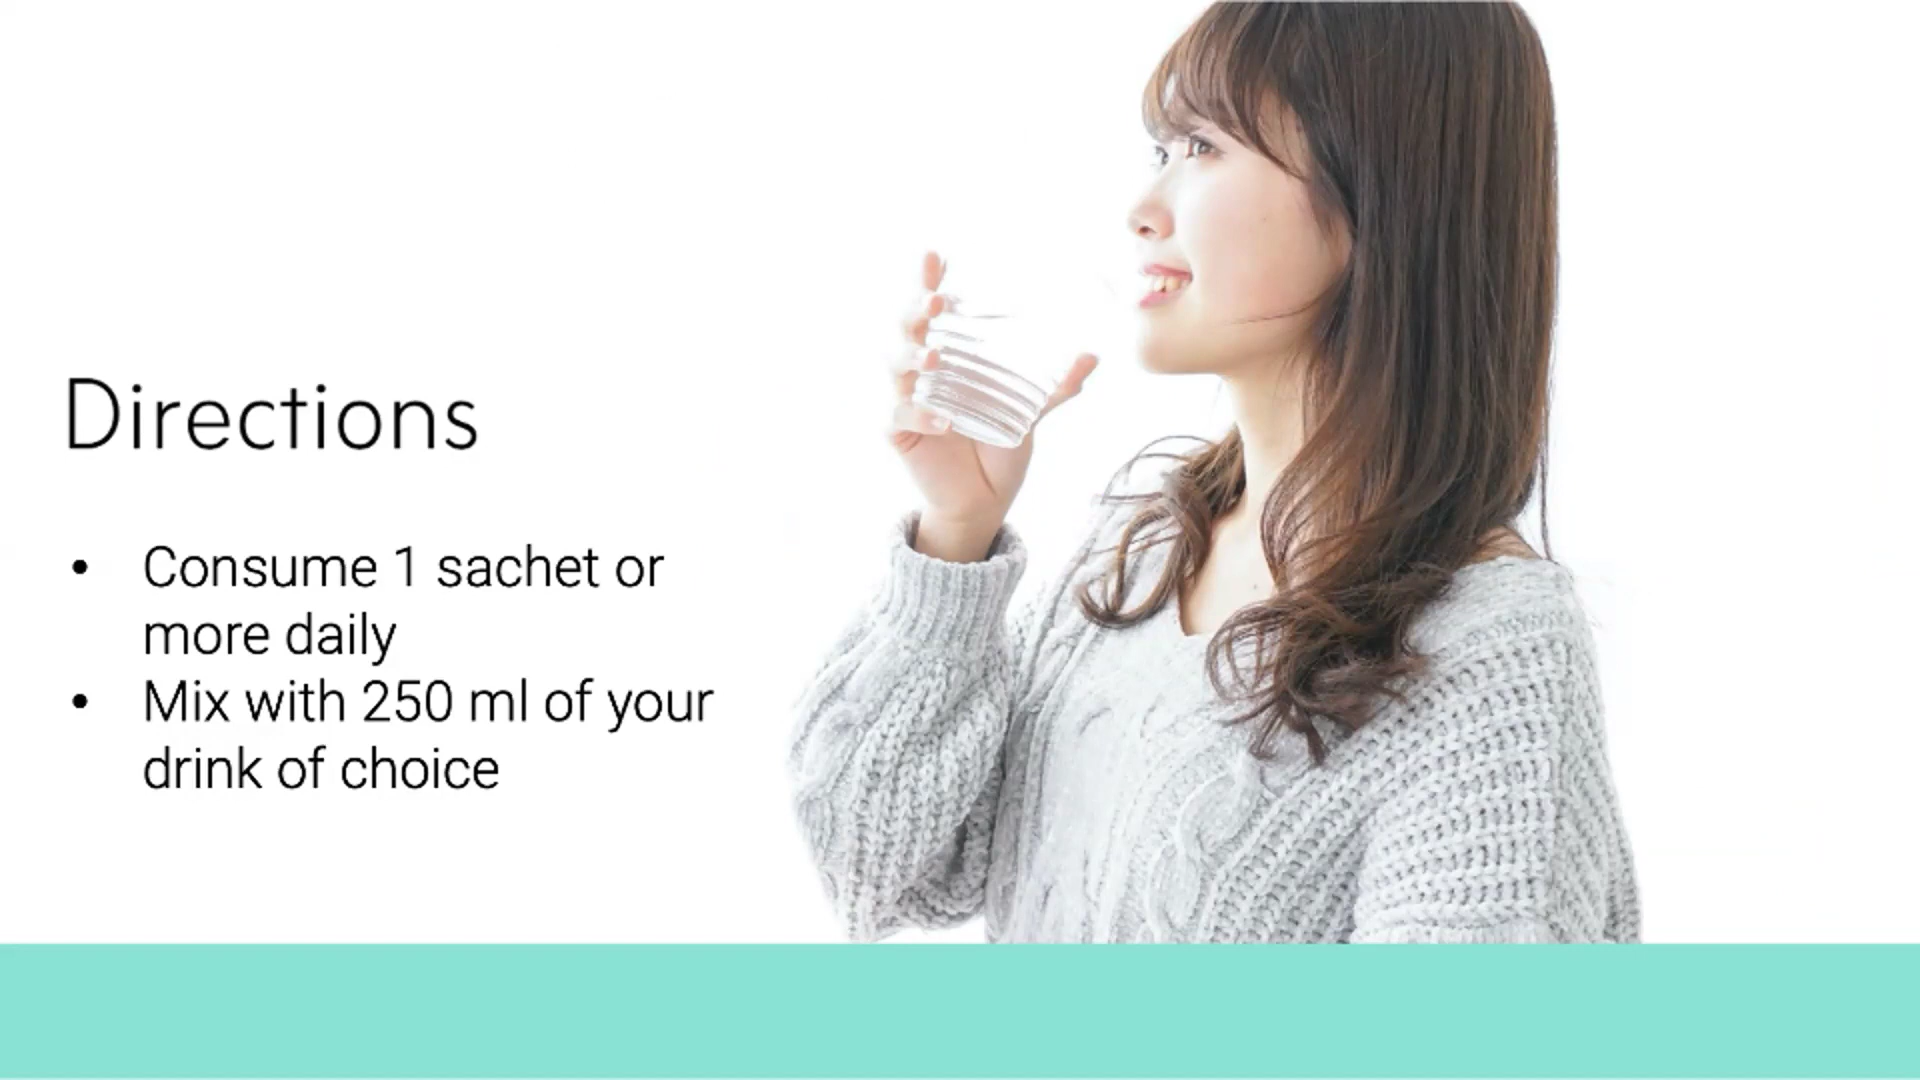 Directions
• Consume 1 sachet or
more daily
• Mix with 250 ml of your
drink of choice